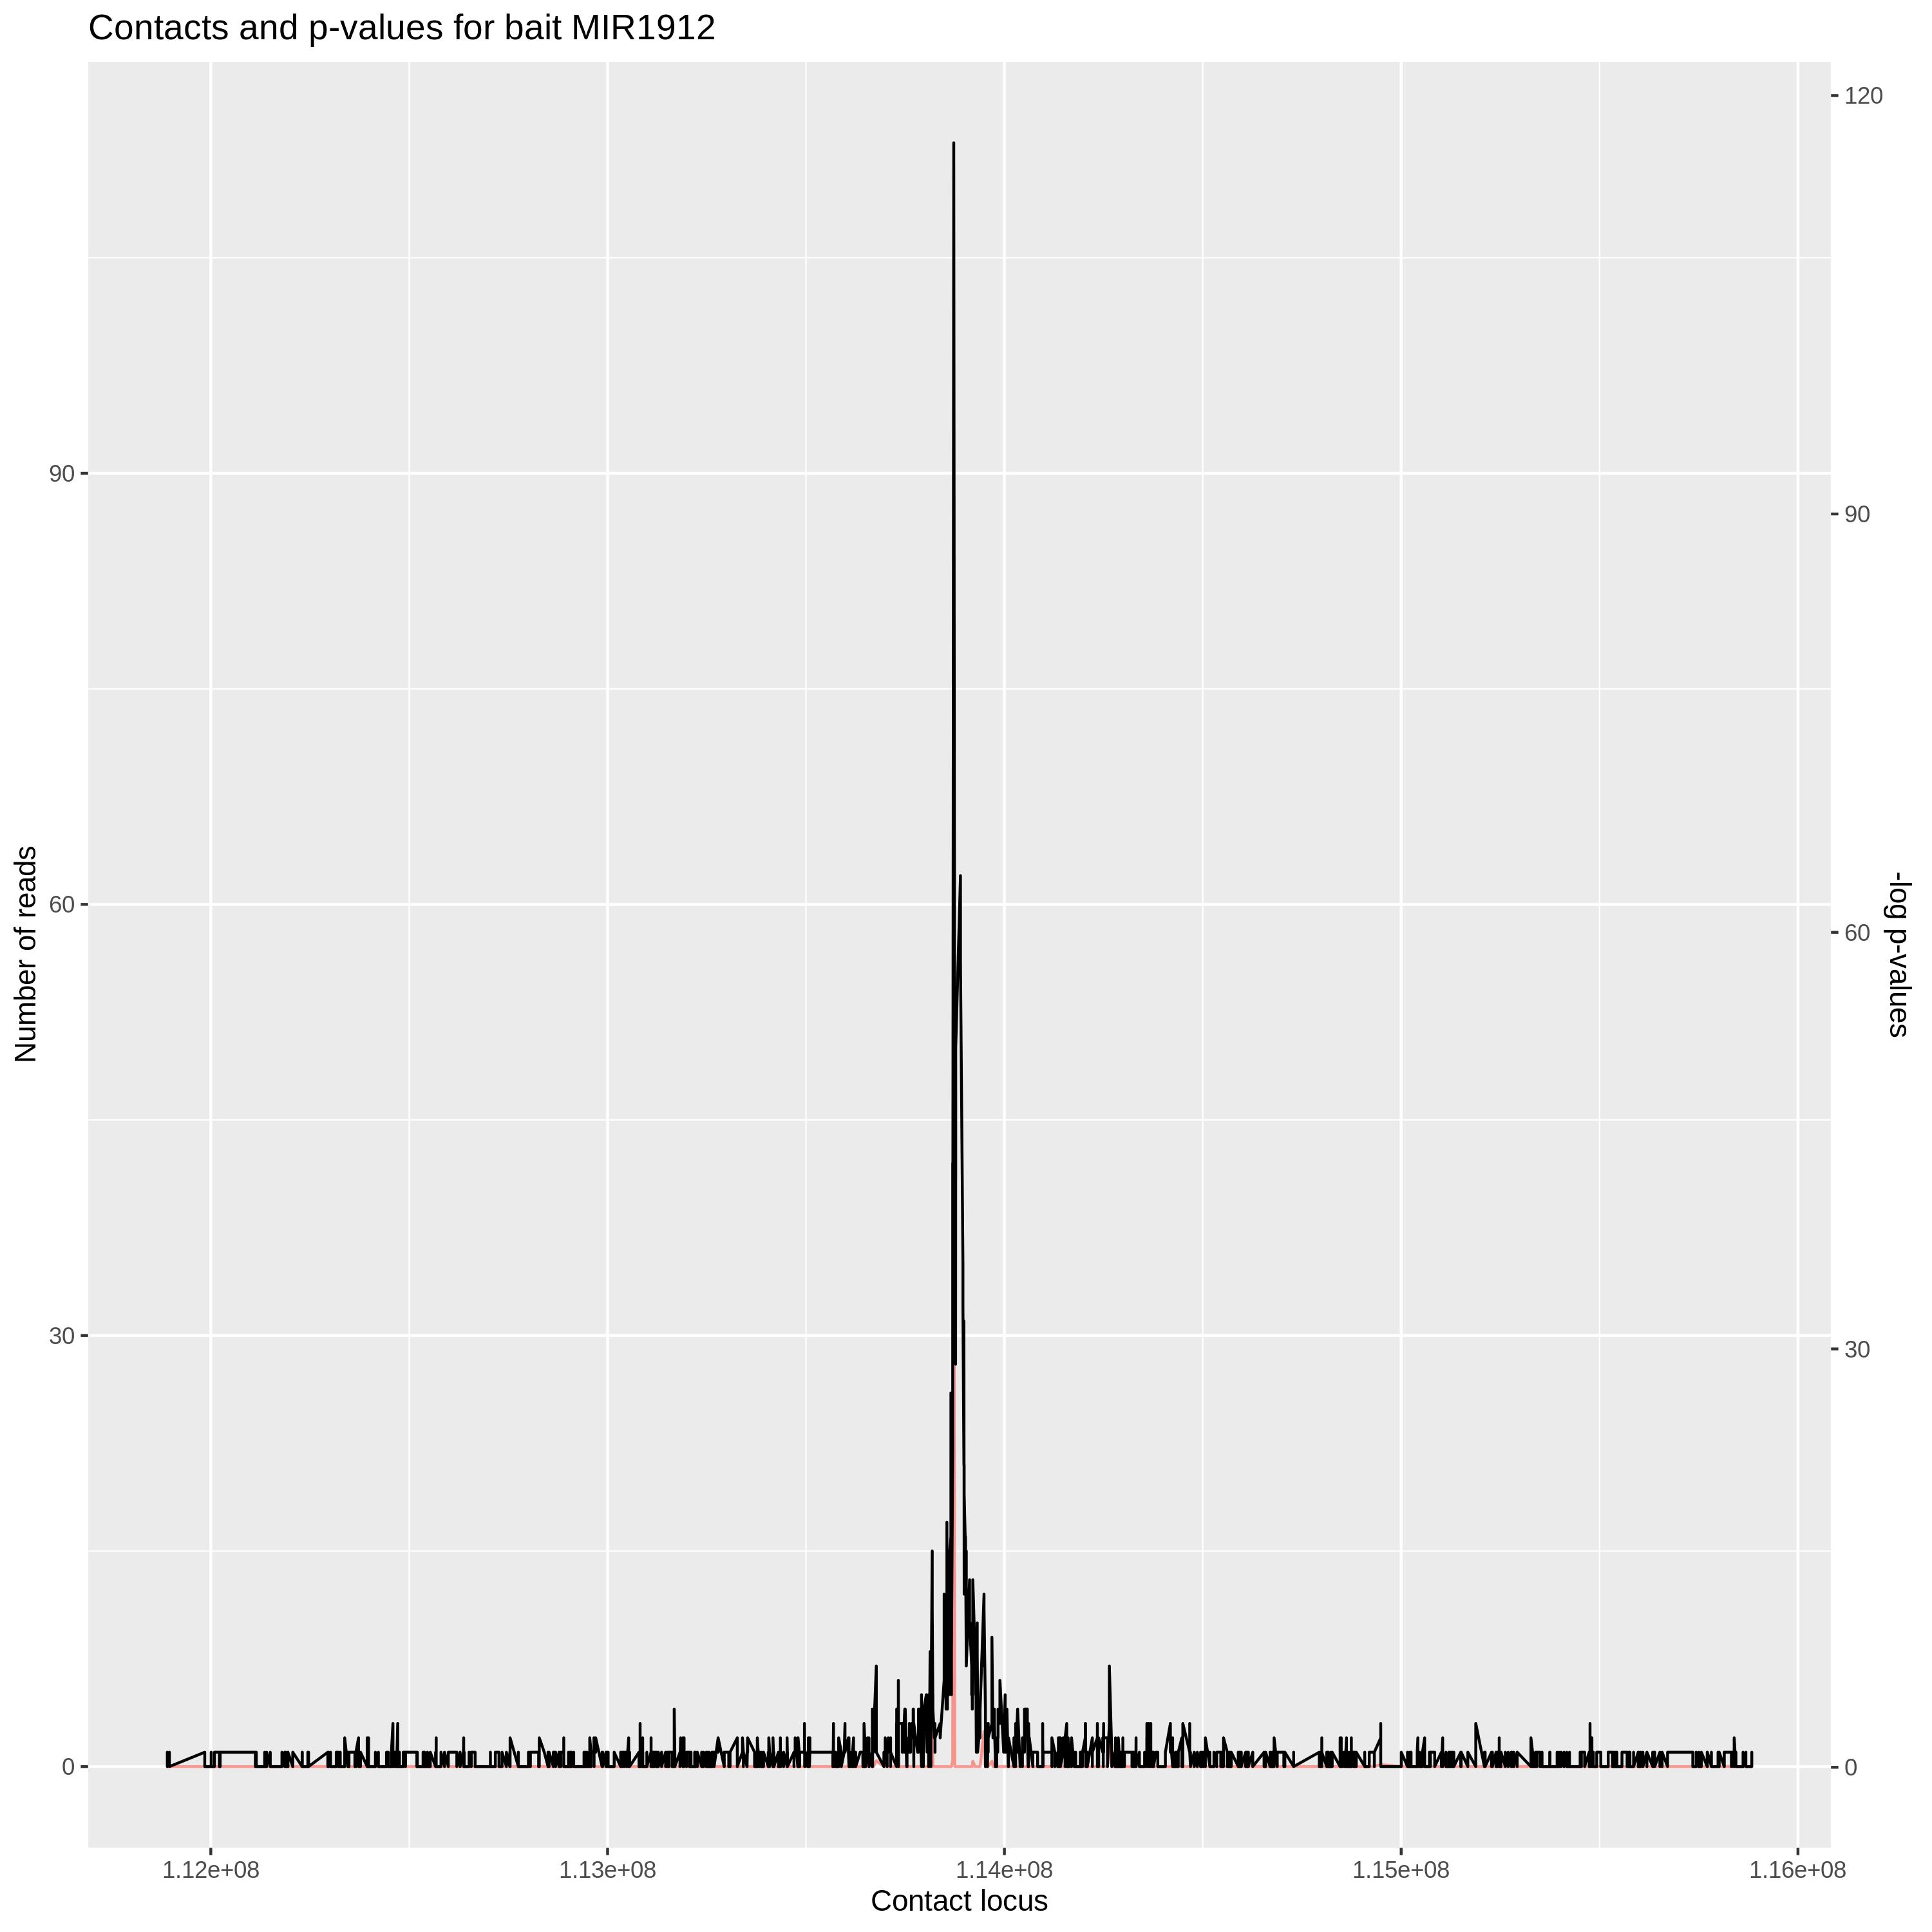 Contacts and p-values for bait MIR1912
120
90
90
60
60
30
30
0
0
Number of reads
-log p-values
1.12e+08 1.13e+08 1.14e+08 1.15e+08 1.16e+08
Contact locus